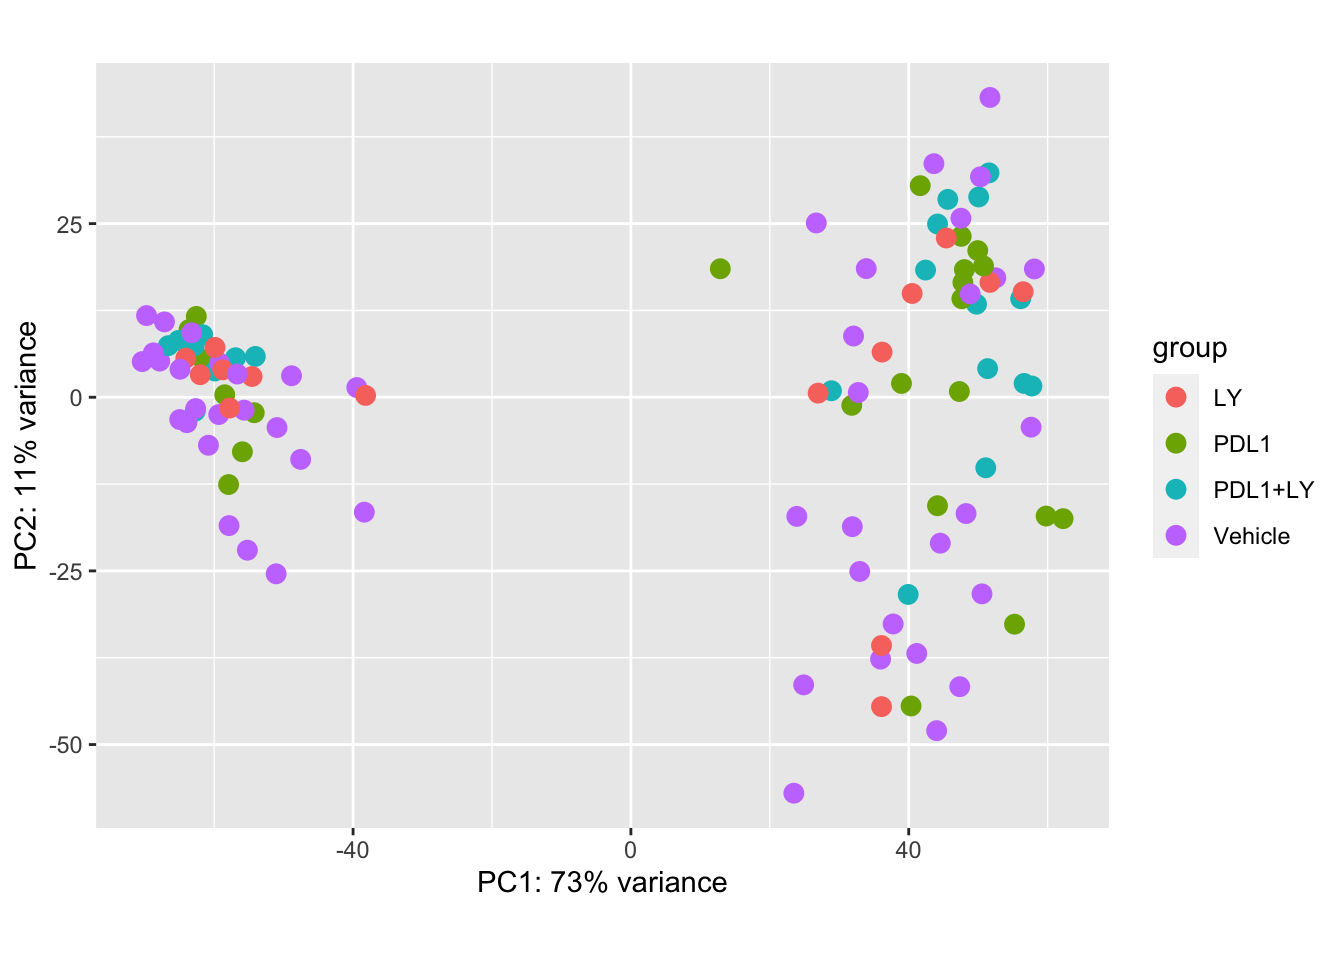 25
0
-25
-50
-40
0
40
PC1: 73% variance
PC2: 11% variance
group
LY
PDL1
PDL1+LY
Vehicle